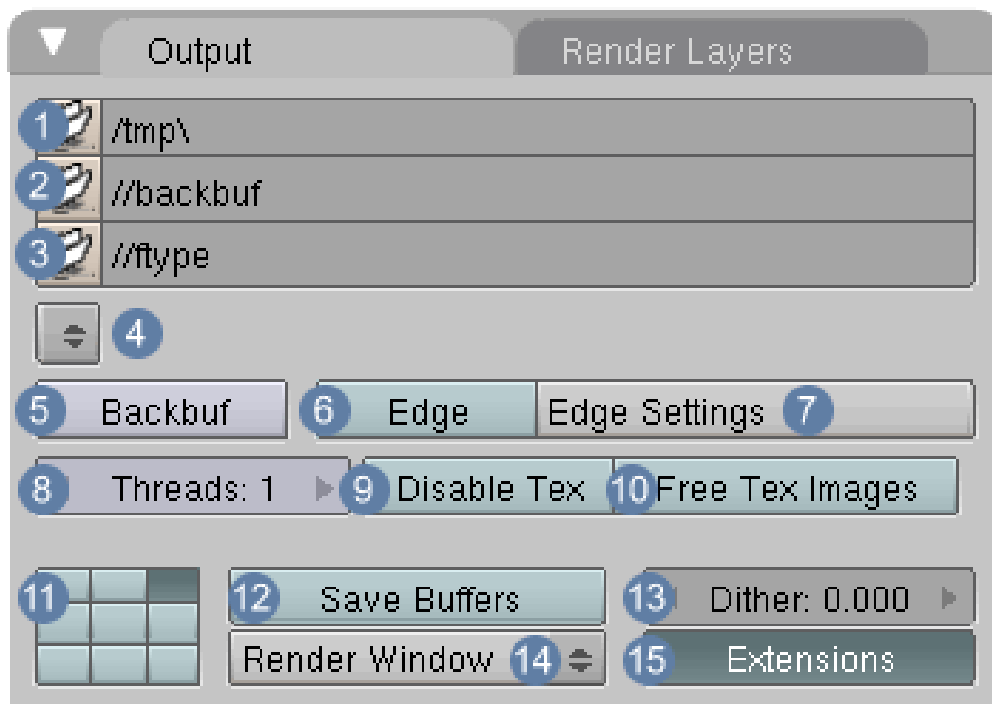 Output Render Layers
1 /tmp\
2 //backbuf
3 //ftype
4
5 Backbuf 6 Edge Edge Settings 7
8 Threads: 1 9 Disable Tex 10 Free Tex Images
11 12 Save Buffers 13 Dither: 0.000
Render Window 14 15 Extensions